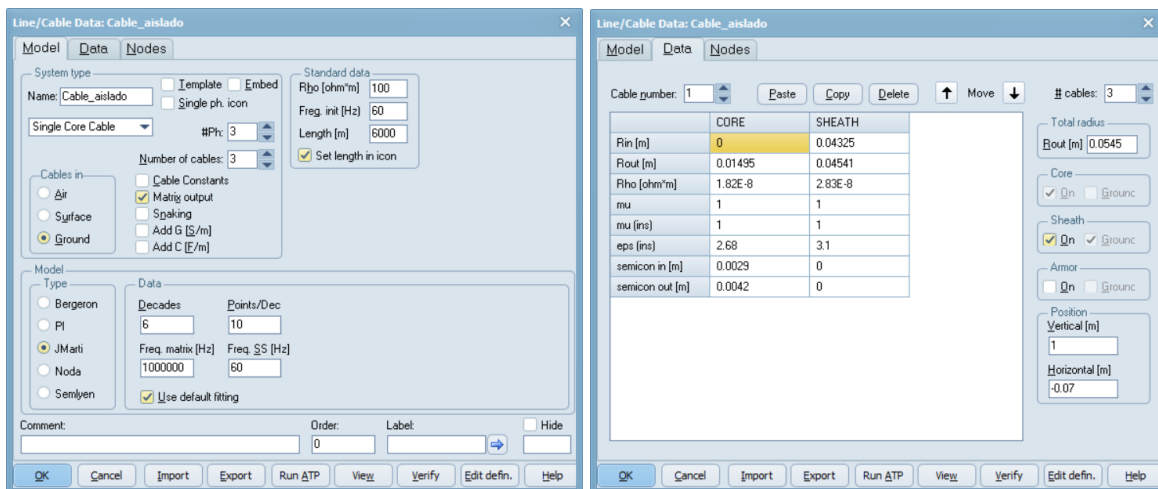 Line/Cable Data: Cable_aislado
Model Data Nodes
System type
Name: Cable_aislado
Template Embed
Single ph. icon
Single Core Cable
#Ph: 3
Number of cables: 3
Cables in
Air
Surface
Ground
Cable Constants
Matrix output
Snaking
Add G [S/m]
Add C [F/m]
Standard data
Rho [ohm*m] 100
Freq. init [Hz] 60
Length [m] 6000
Set length in icon
Model
Type
Bergeron
PI
JMarti
Noda
Semlyen
Data
Decades Points/Dec
6 10
Freq. matrix [Hz] Freq. SS [Hz]
1000000 60
Use default fitting
Comment: Order: Label: Hide
0
OK Cancel Import Export Run ATP View Verify Edit defin. Help
Line/Cable Data: Cable_aislado
Model Data Nodes
Cable number: 1 Paste Copy Delete Move # cables: 3
CORE SHEATH
Rin [m] 0 0.04325
Rout [m] 0.01495 0.04541
Rho [ohm*m] 1.82E-8 2.83E-8
mu 1 1
mu (ins) 1 1
eps (ins) 2.68 3.1
semicon in [m] 0.0029 0
semicon out [m] 0.0042 0
Total radius
Rout [m] 0.0545
Core
On Grounc
Sheath
On Grounc
Armor
On Grounc
Position
Vertical [m]
1
Horizontal [m]
-0.07
OK Cancel Import Export Run ATP View Verify Edit defin. Help